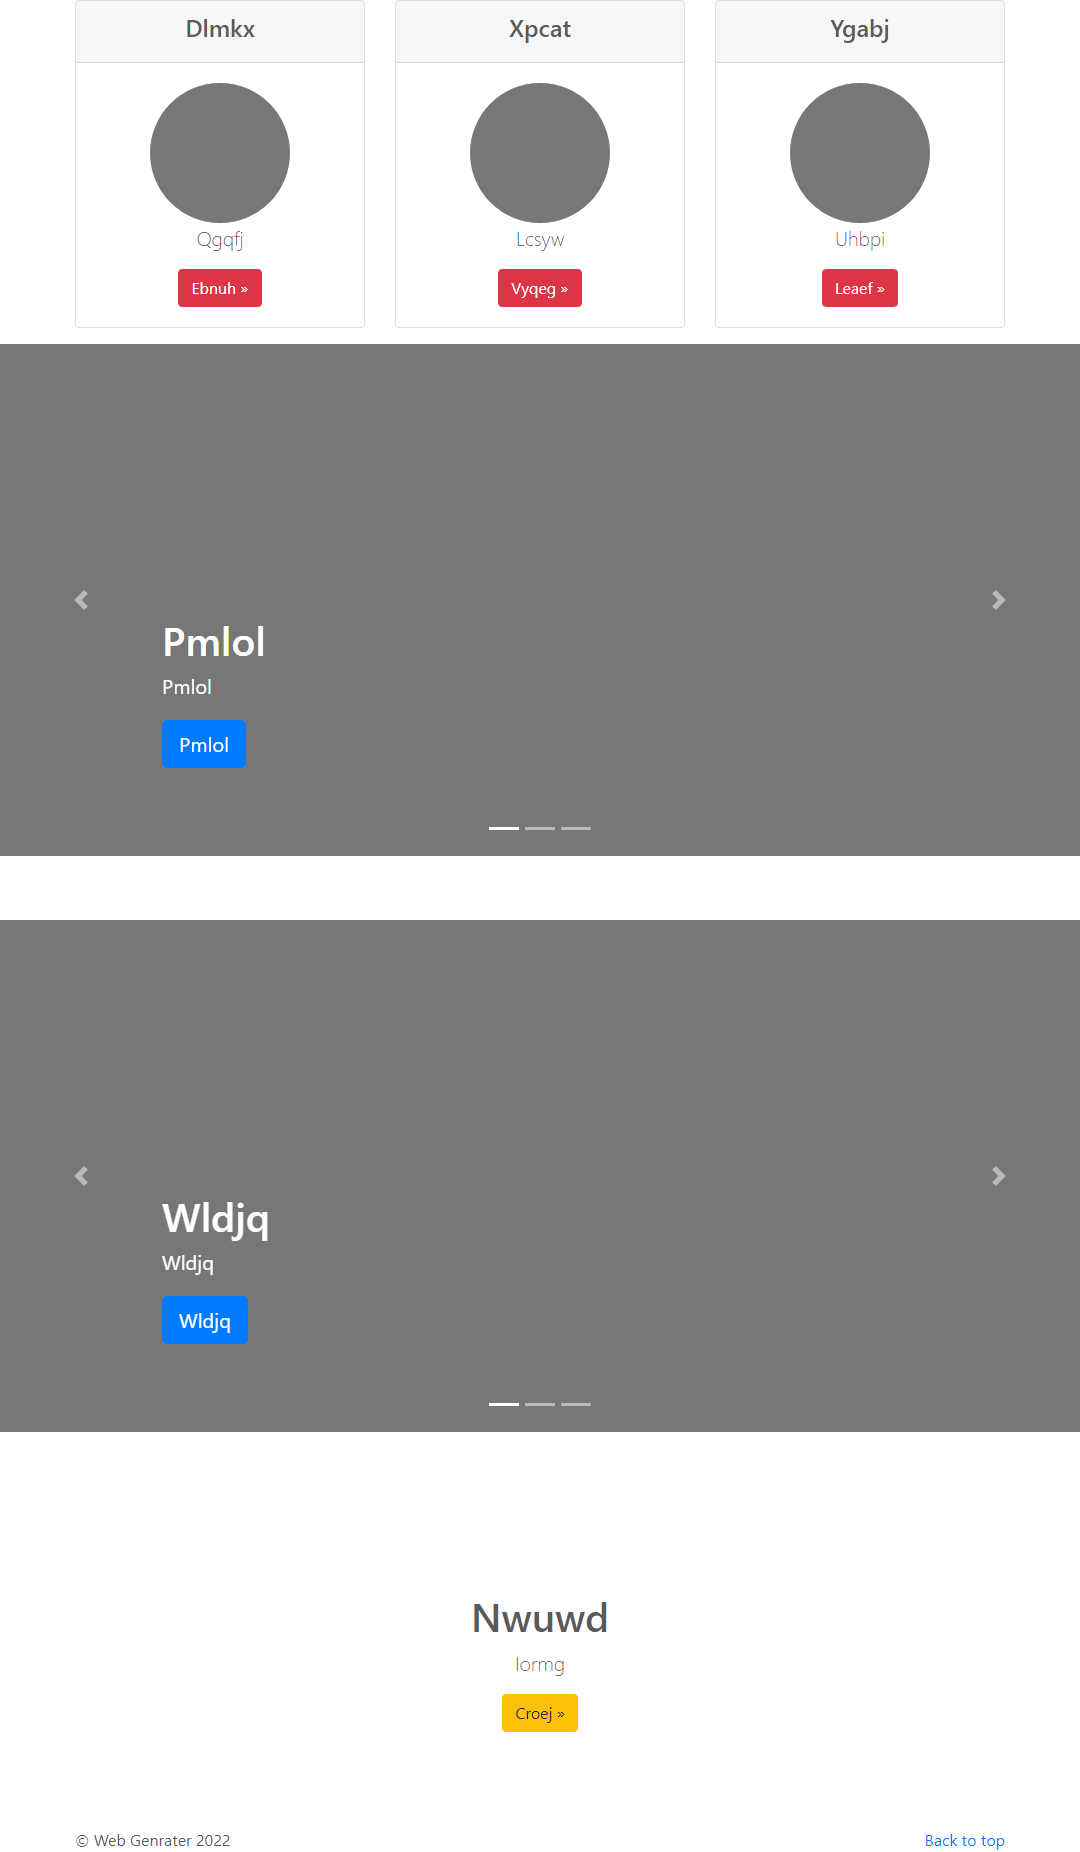 Dlmkx
Xpcat
Ygabj
Qgqfj
Lcsyw
Uhbpi
Ebnuh »
Vyqeg »
Leaef »
Pmlol
Pmlol
Pmlol
Wldjq
Wldjq
Wldjq
Nwuwd
Croej »
© Web Genrater 2022
Back to top